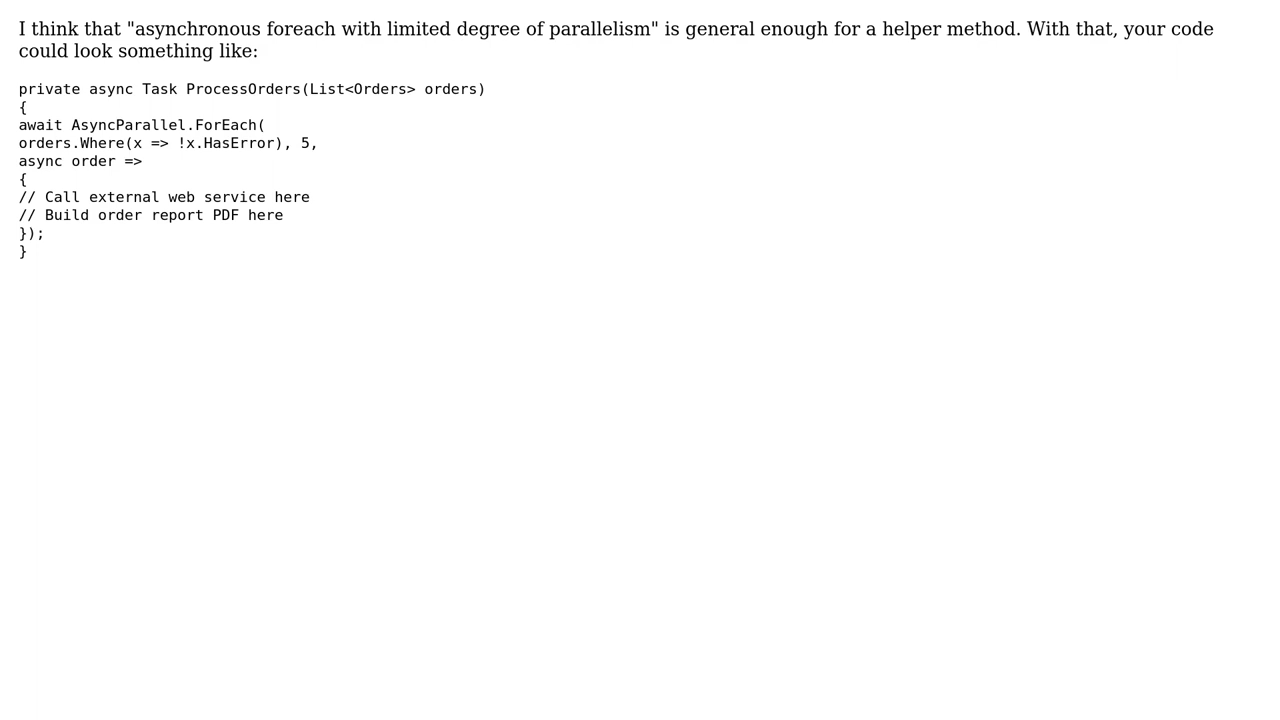 I think that "asynchronous foreach with limited degree of parallelism" is general enough for a helper method. With that, your code
could look something like:
private async Task ProcessOrders(List<Orders> orders)
{
await AsyncParallel.ForEach(
orders.Where(x => !x.HasError), 5,
async order =>
{
// Call external web service here
// Build order report PDF here
});
}